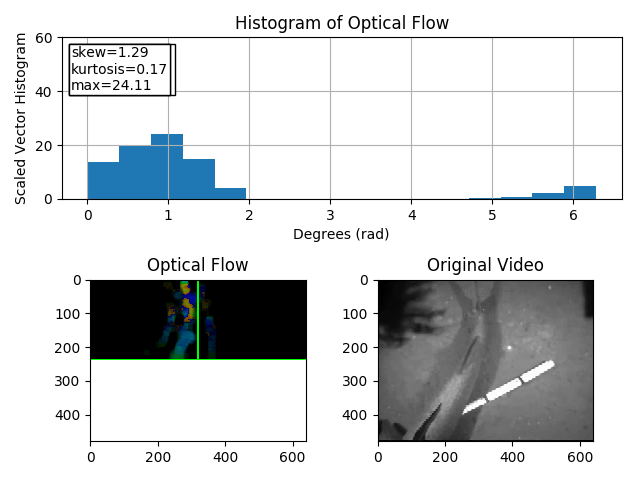 Histogram of Optical Flow
Scaled Vector Histogram
60
40
20
0
skew=1.29
kurtosis=0.17
max=24.11
0 1 2 3 4 5 6
Degrees (rad)
Optical Flow
0
100
200
300
400
0 200 400 600
Original Video
0
100
200
300
400
0 200 400 600